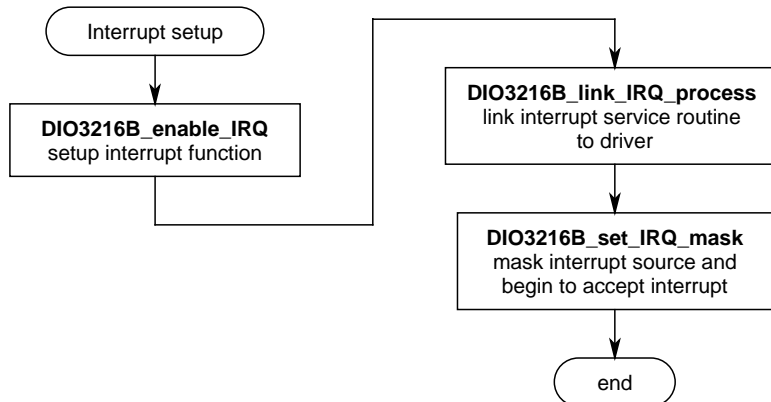 Interrupt setup
DIO3216B_enable_IRQ
setup interrupt function
DIO3216B_link_IRQ_process
link interrupt service routine
to driver
DIO3216B_set_IRQ_mask
mask interrupt source and
begin to accept interrupt
end